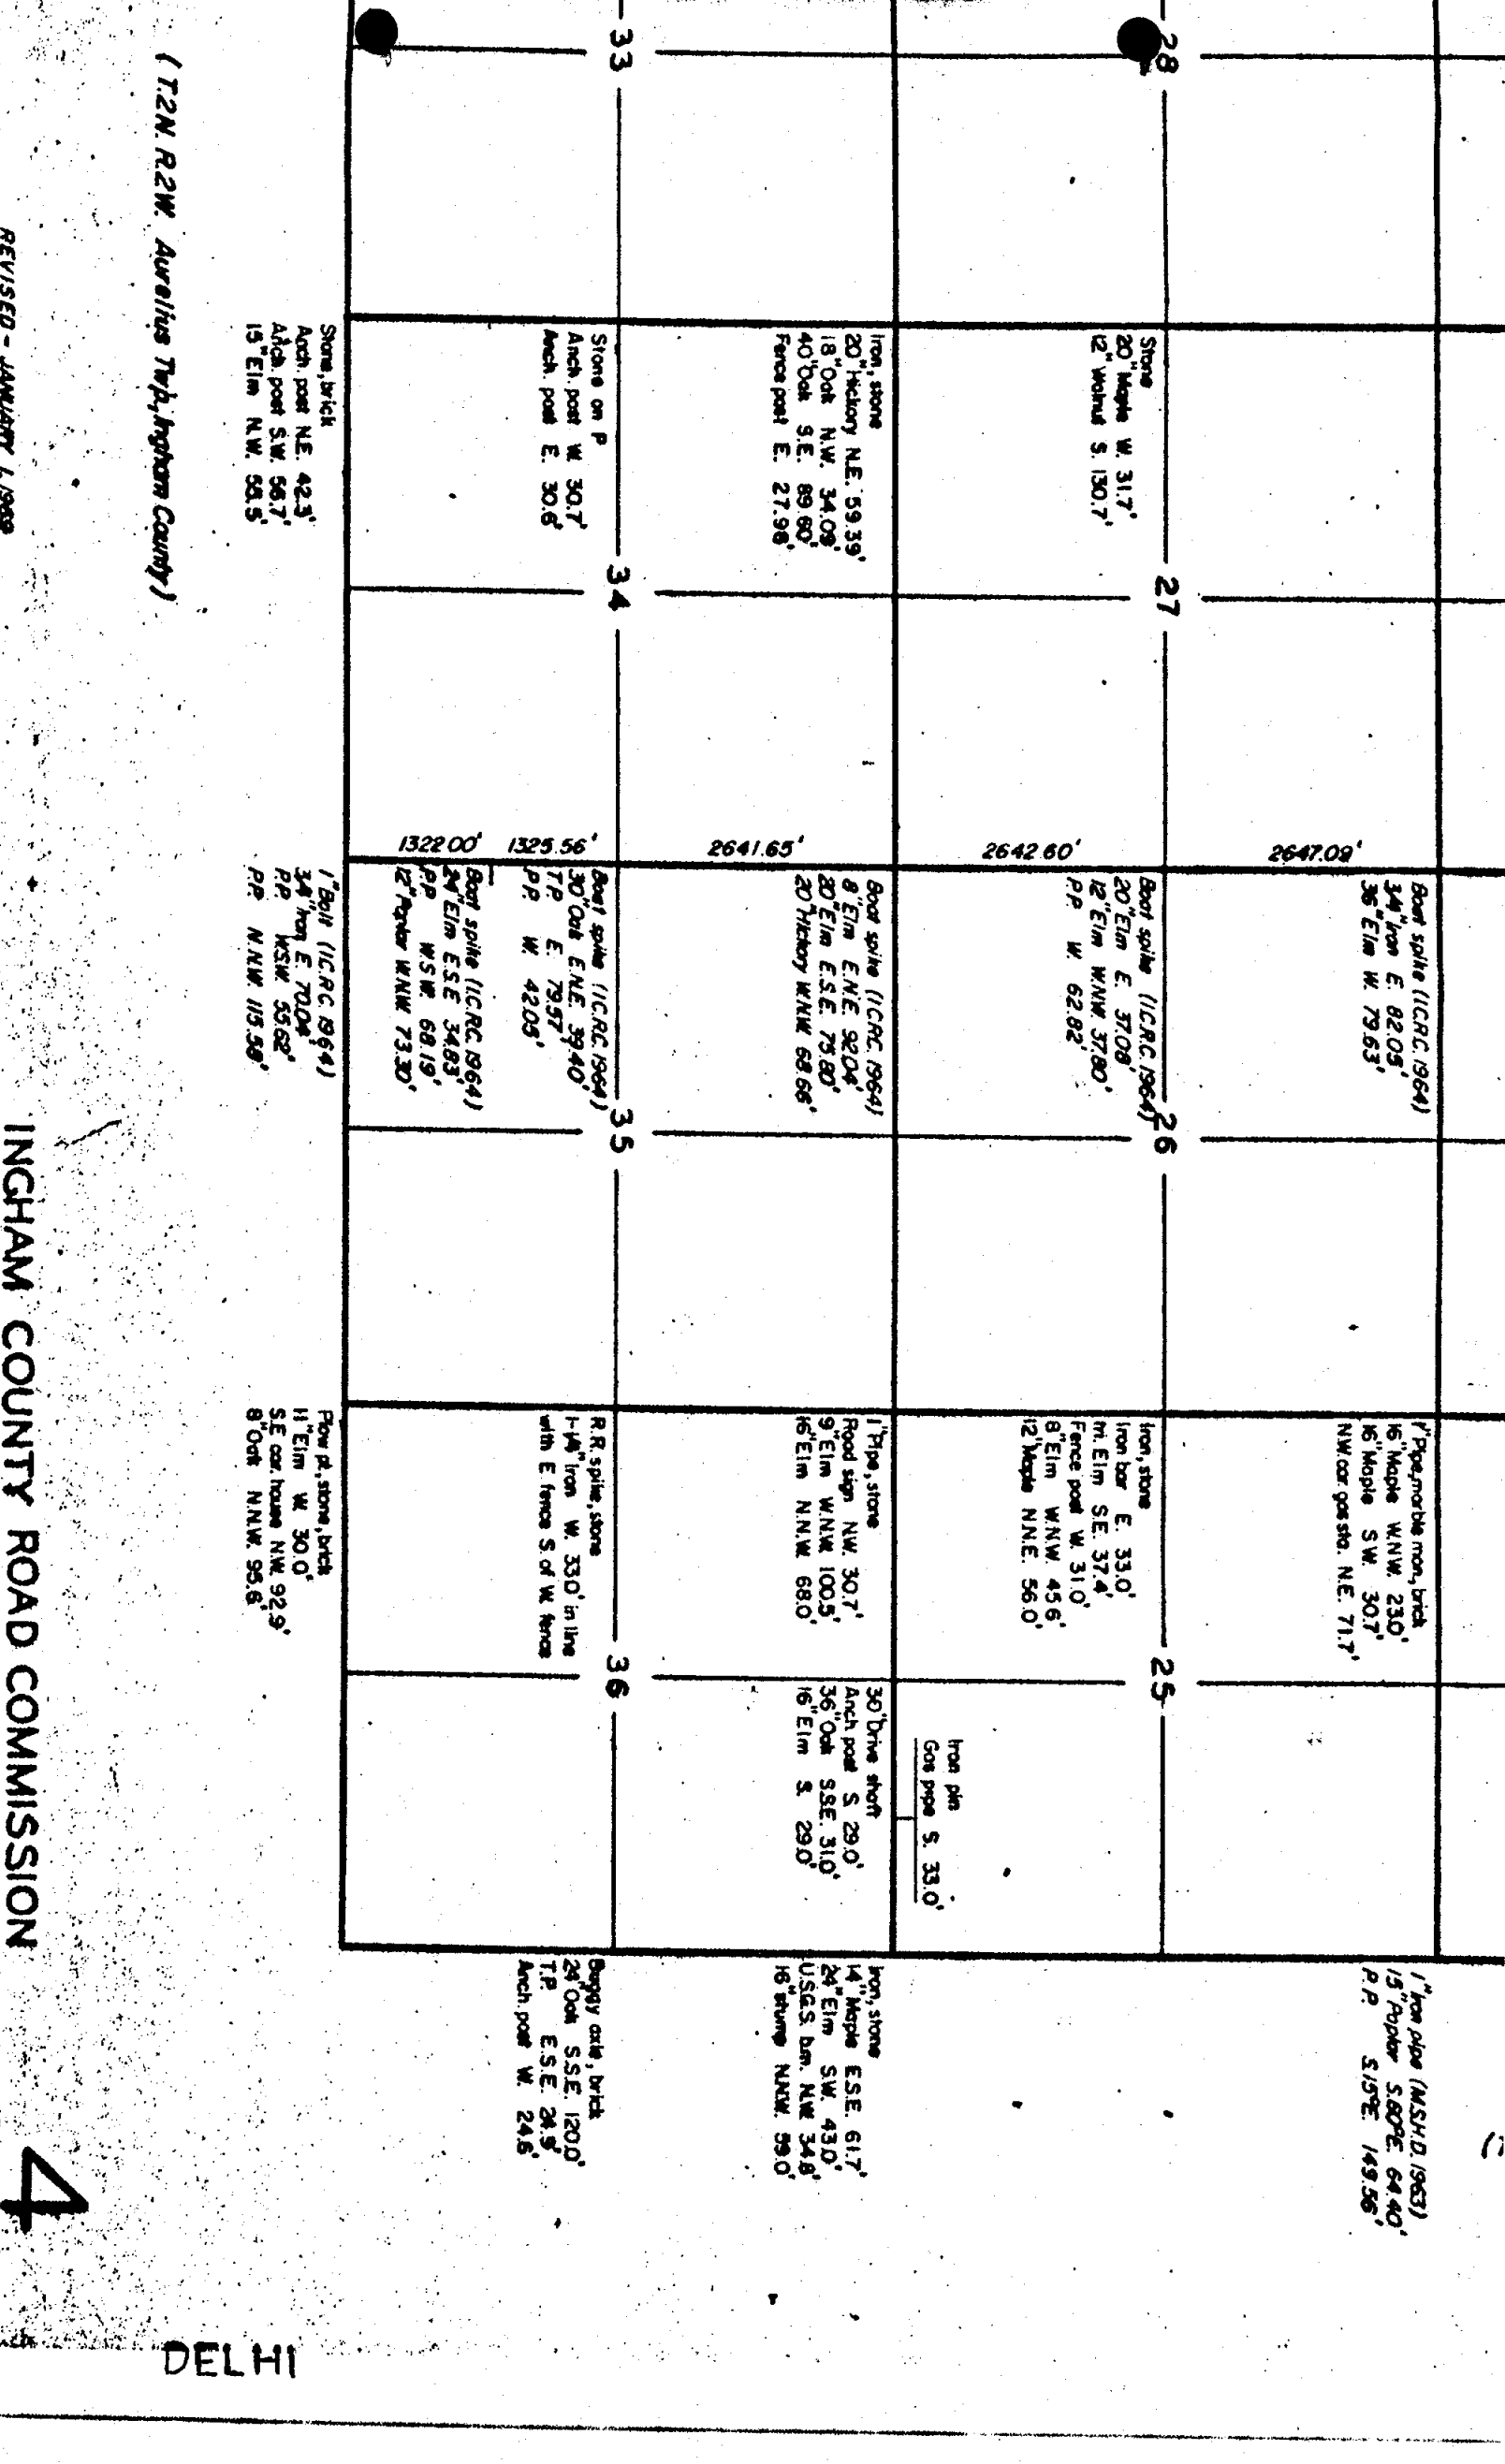 28
27
26
25
33
34
35
36
Boat spike (I.C.R.C. 1964)
3/4" Iron E. 82.05'
36" Elm W. 79.63'
1" Pipe, marble mon., brick
16" Maple W.N.W. 23.0'
16" Maple S.W. 30.7'
N.W. cor. gas sta. N.E. 71.7'
1" Iron pipe (M.S.H.D. 1963)
15" Poplar S.80°E. 64.40'
P.P. S.15°E. 149.56'
2647.09'
Stone
20" Maple W. 31.7'
12" Walnut S. 130.7'
Boat spike (I.C.R.C. 1964)
20" Elm E. 37.08'
12" Elm W.N.W. 37.80'
P.P. W. 62.82'
Iron, stone
Iron bar E. 33.0'
tri. Elm S.E. 37.4'
Fence post W. 31.0'
8" Elm W.N.W. 45.6'
12" Maple N.N.E. 56.0'
2642.60'
Iron pin
Gas pipe S. 33.0'
Iron, stone
20" Hickory N.E. 59.39'
18" Oak N.W. 34.09'
40" Oak S.E. 89.60'
Fence post E. 27.98'
Boat spike (I.C.R.C. 1964)
8" Elm E.N.E. 92.04'
20" Elm E.S.E. 75.80'
20" Hickory W.N.W. 68.66'
1" Pipe, stone
Road sign N.W. 30.7'
9" Elm W.N.W. 100.5'
16" Elm N.N.W. 68.0'
30" Drive shaft
Anch. post S. 29.0'
36" Oak S.S.E. 31.0'
16" Elm S. 29.0'
Iron, stone
14" Maple E.S.E. 61.7'
24" Elm S.W. 43.0'
U.S.G.S. b.m. N.W. 34.8'
16" stump N.N.W. 59.0'
2641.65'
Stone on P
Anch. post W. 30.7'
Anch. post E. 30.6'
Boat spike (I.C.R.C. 1964)
30" Oak E.N.E. 39.40'
T.P. E. 79.57'
P.P. W. 42.05'
R.R. spike, stone
1-1/4" Iron W. 33.0' in line
with E fence S. of W. fence
Buggy axle, brick
24" Oak S.S.E. 120.0'
T.P. E.S.E. 24.9'
Anch. post W. 24.6'
1325.56'
Boat spike (I.C.R.C. 1964)
24" Elm E.S.E. 34.83'
P.P. W.S.W. 68.19'
12" Poplar W.N.W. 73.30'
1322.00'
Stone, brick
Anch. post N.E. 42.3'
Anch. post S.W. 56.7'
15" Elm N.W. 55.5'
1" Bolt (I.C.R.C. 1964)
3/4" Iron E. 70.04'
P.P. W.S.W. 55.62'
P.P. N.N.W. 115.58'
Plow pt., stone, brick
11" Elm W. 30.0'
S.E. cor. house N.W. 92.9'
8" Oak N.N.W. 95.6'
(T.2N. R.2W. Aurelius Twp., Ingham County)
REVISED - JANUARY 1, 1969
INGHAM COUNTY ROAD COMMISSION
4
DELHI